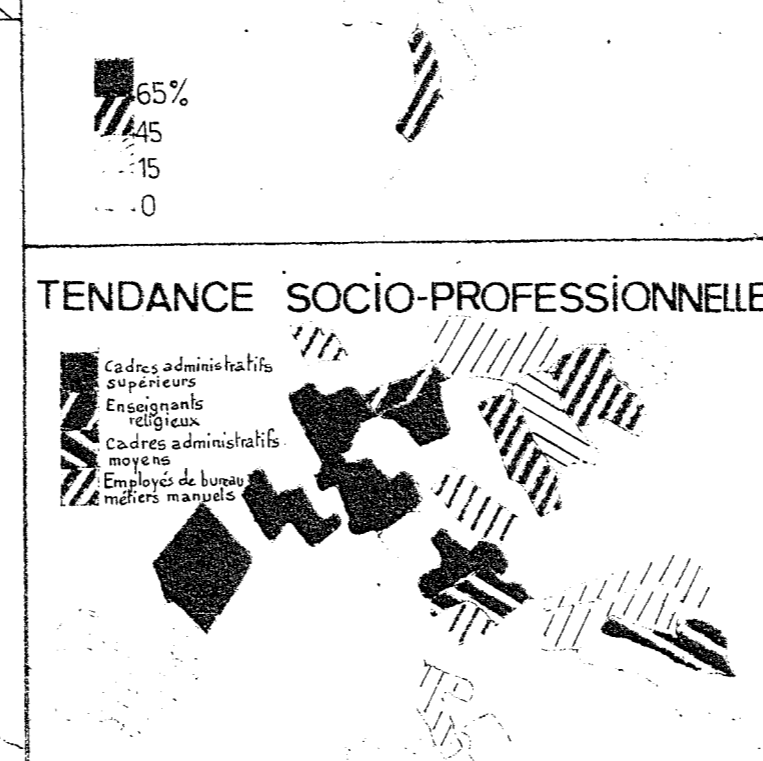 65%
45
15
0
TENDANCE SOCIO-PROFESSIONNELLE
Cadres administratifs
supérieurs
Enseignants
religieux
Cadres administratifs
moyens
Employés de bureau
métiers manuels